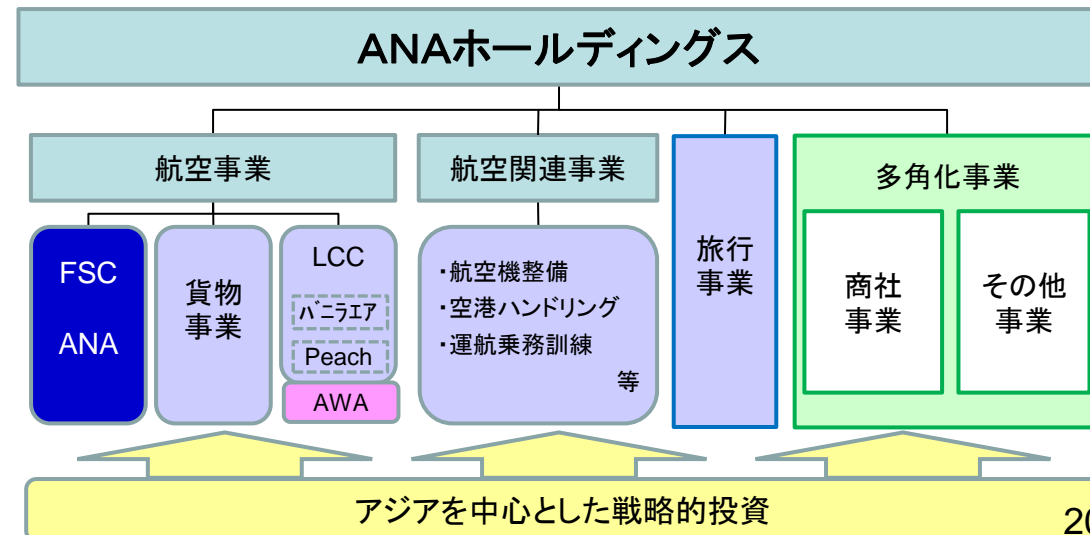 ANAホールディングス
航空事業
航空関連事業
旅行
事業
多角化事業
FSC
ANA
貨物
事業
LCC
バニラエア
Peach
AWA
・航空機整備
・空港ハンドリング
・運航乗務訓練
等
商社
事業
その他
事業
アジアを中心とした戦略的投資
20